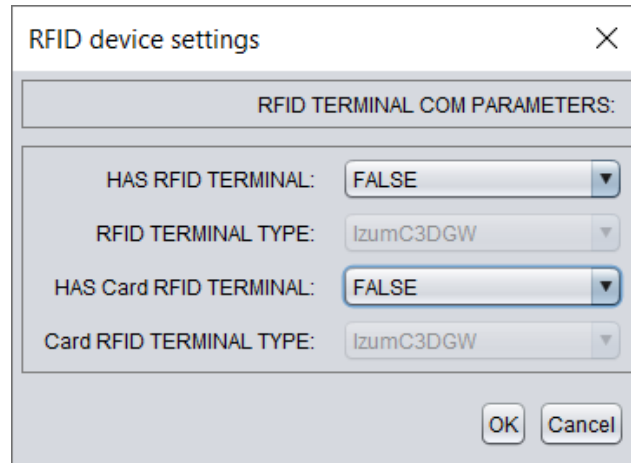 RFID device settings
RFID TERMINAL COM PARAMETERS:
HAS RFID TERMINAL: FALSE
RFID TERMINAL TYPE: IzumC3DGW
HAS Card RFID TERMINAL: FALSE
Card RFID TERMINAL TYPE: IzumC3DGW
OK Cancel